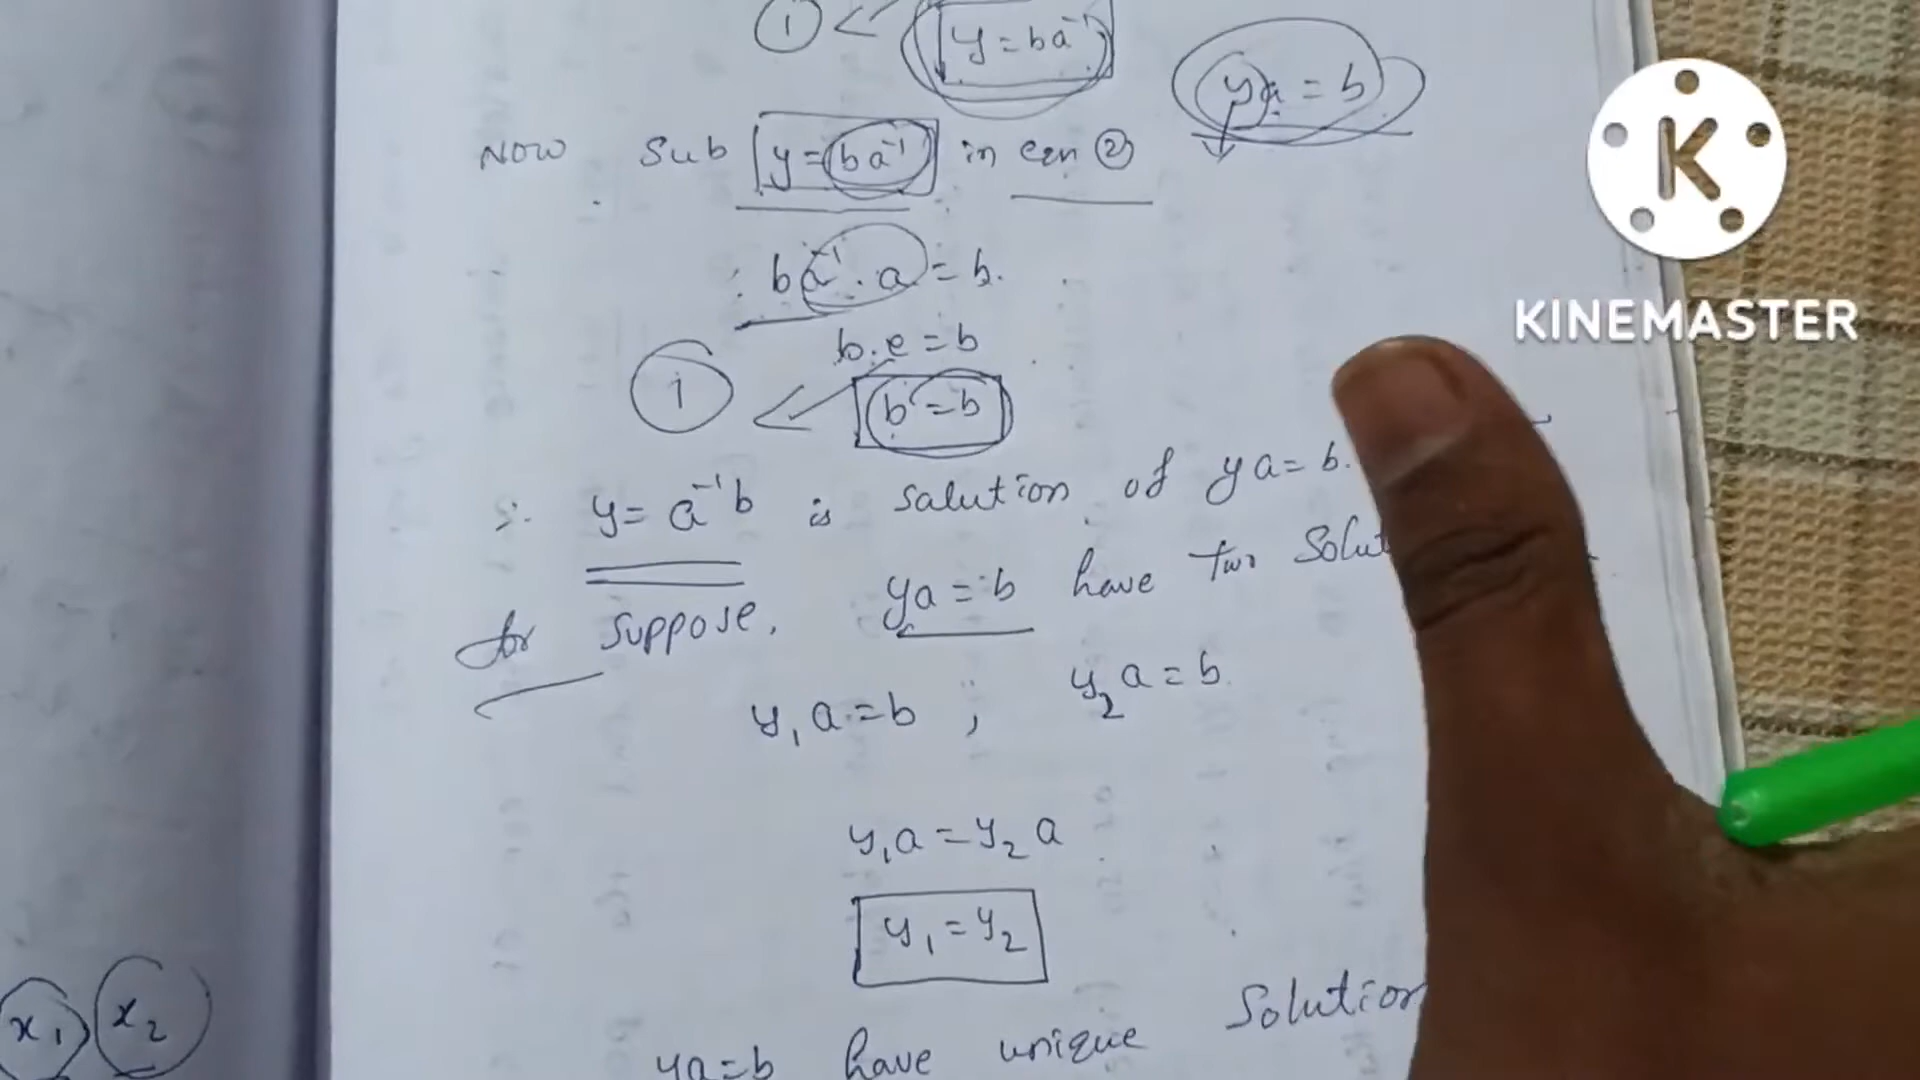 1 y = ba⁻¹
ya = b
Now Sub y = ba⁻¹ in eqn ②
ba⁻¹ . a = b.
b. e = b
1 b = b
∴ y = a⁻¹b is salution of ya = b.
for suppose, ya = b have two Solut
y₁a = b , y₂a = b
y₁a = y₂a
y₁ = y₂
ya = b have unique Solution
x₁ x₂
K
KINEMASTER